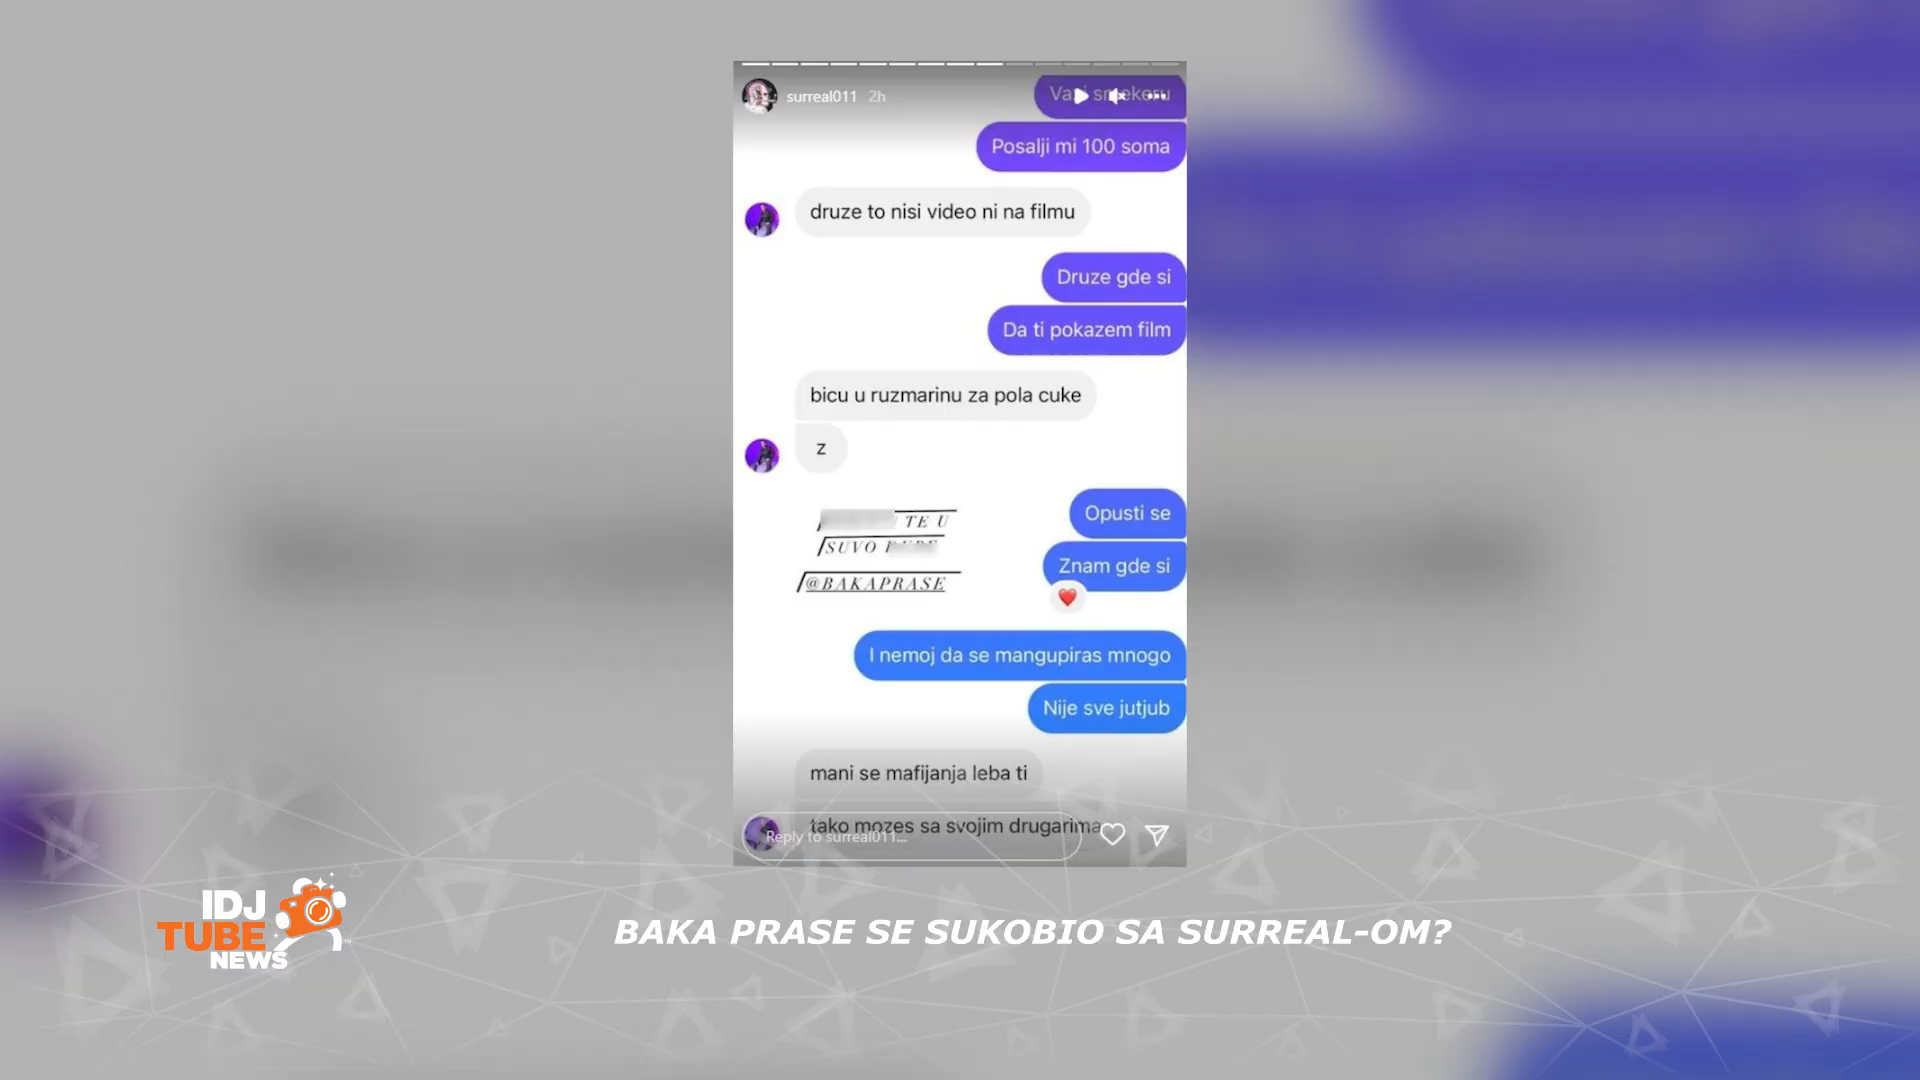 surreal011 2h
Posalji mi 100 soma
druze to nisi video ni na filmu
Druze gde si
Da ti pokazem film
bicu u ruzmarinu za pola cuke
z
Opusti se
TE U
SUVO
Znam gde si
@BAKAPRASE
I nemoj da se mangupiras mnogo
Nije sve jutjub
mani se mafijanja leba ti
tako mozes sa svojim drugarima
Reply to surreal011...
IDJ
TUBE
NEWS
BAKA PRASE SE SUKOBIO SA SURREAL-OM?